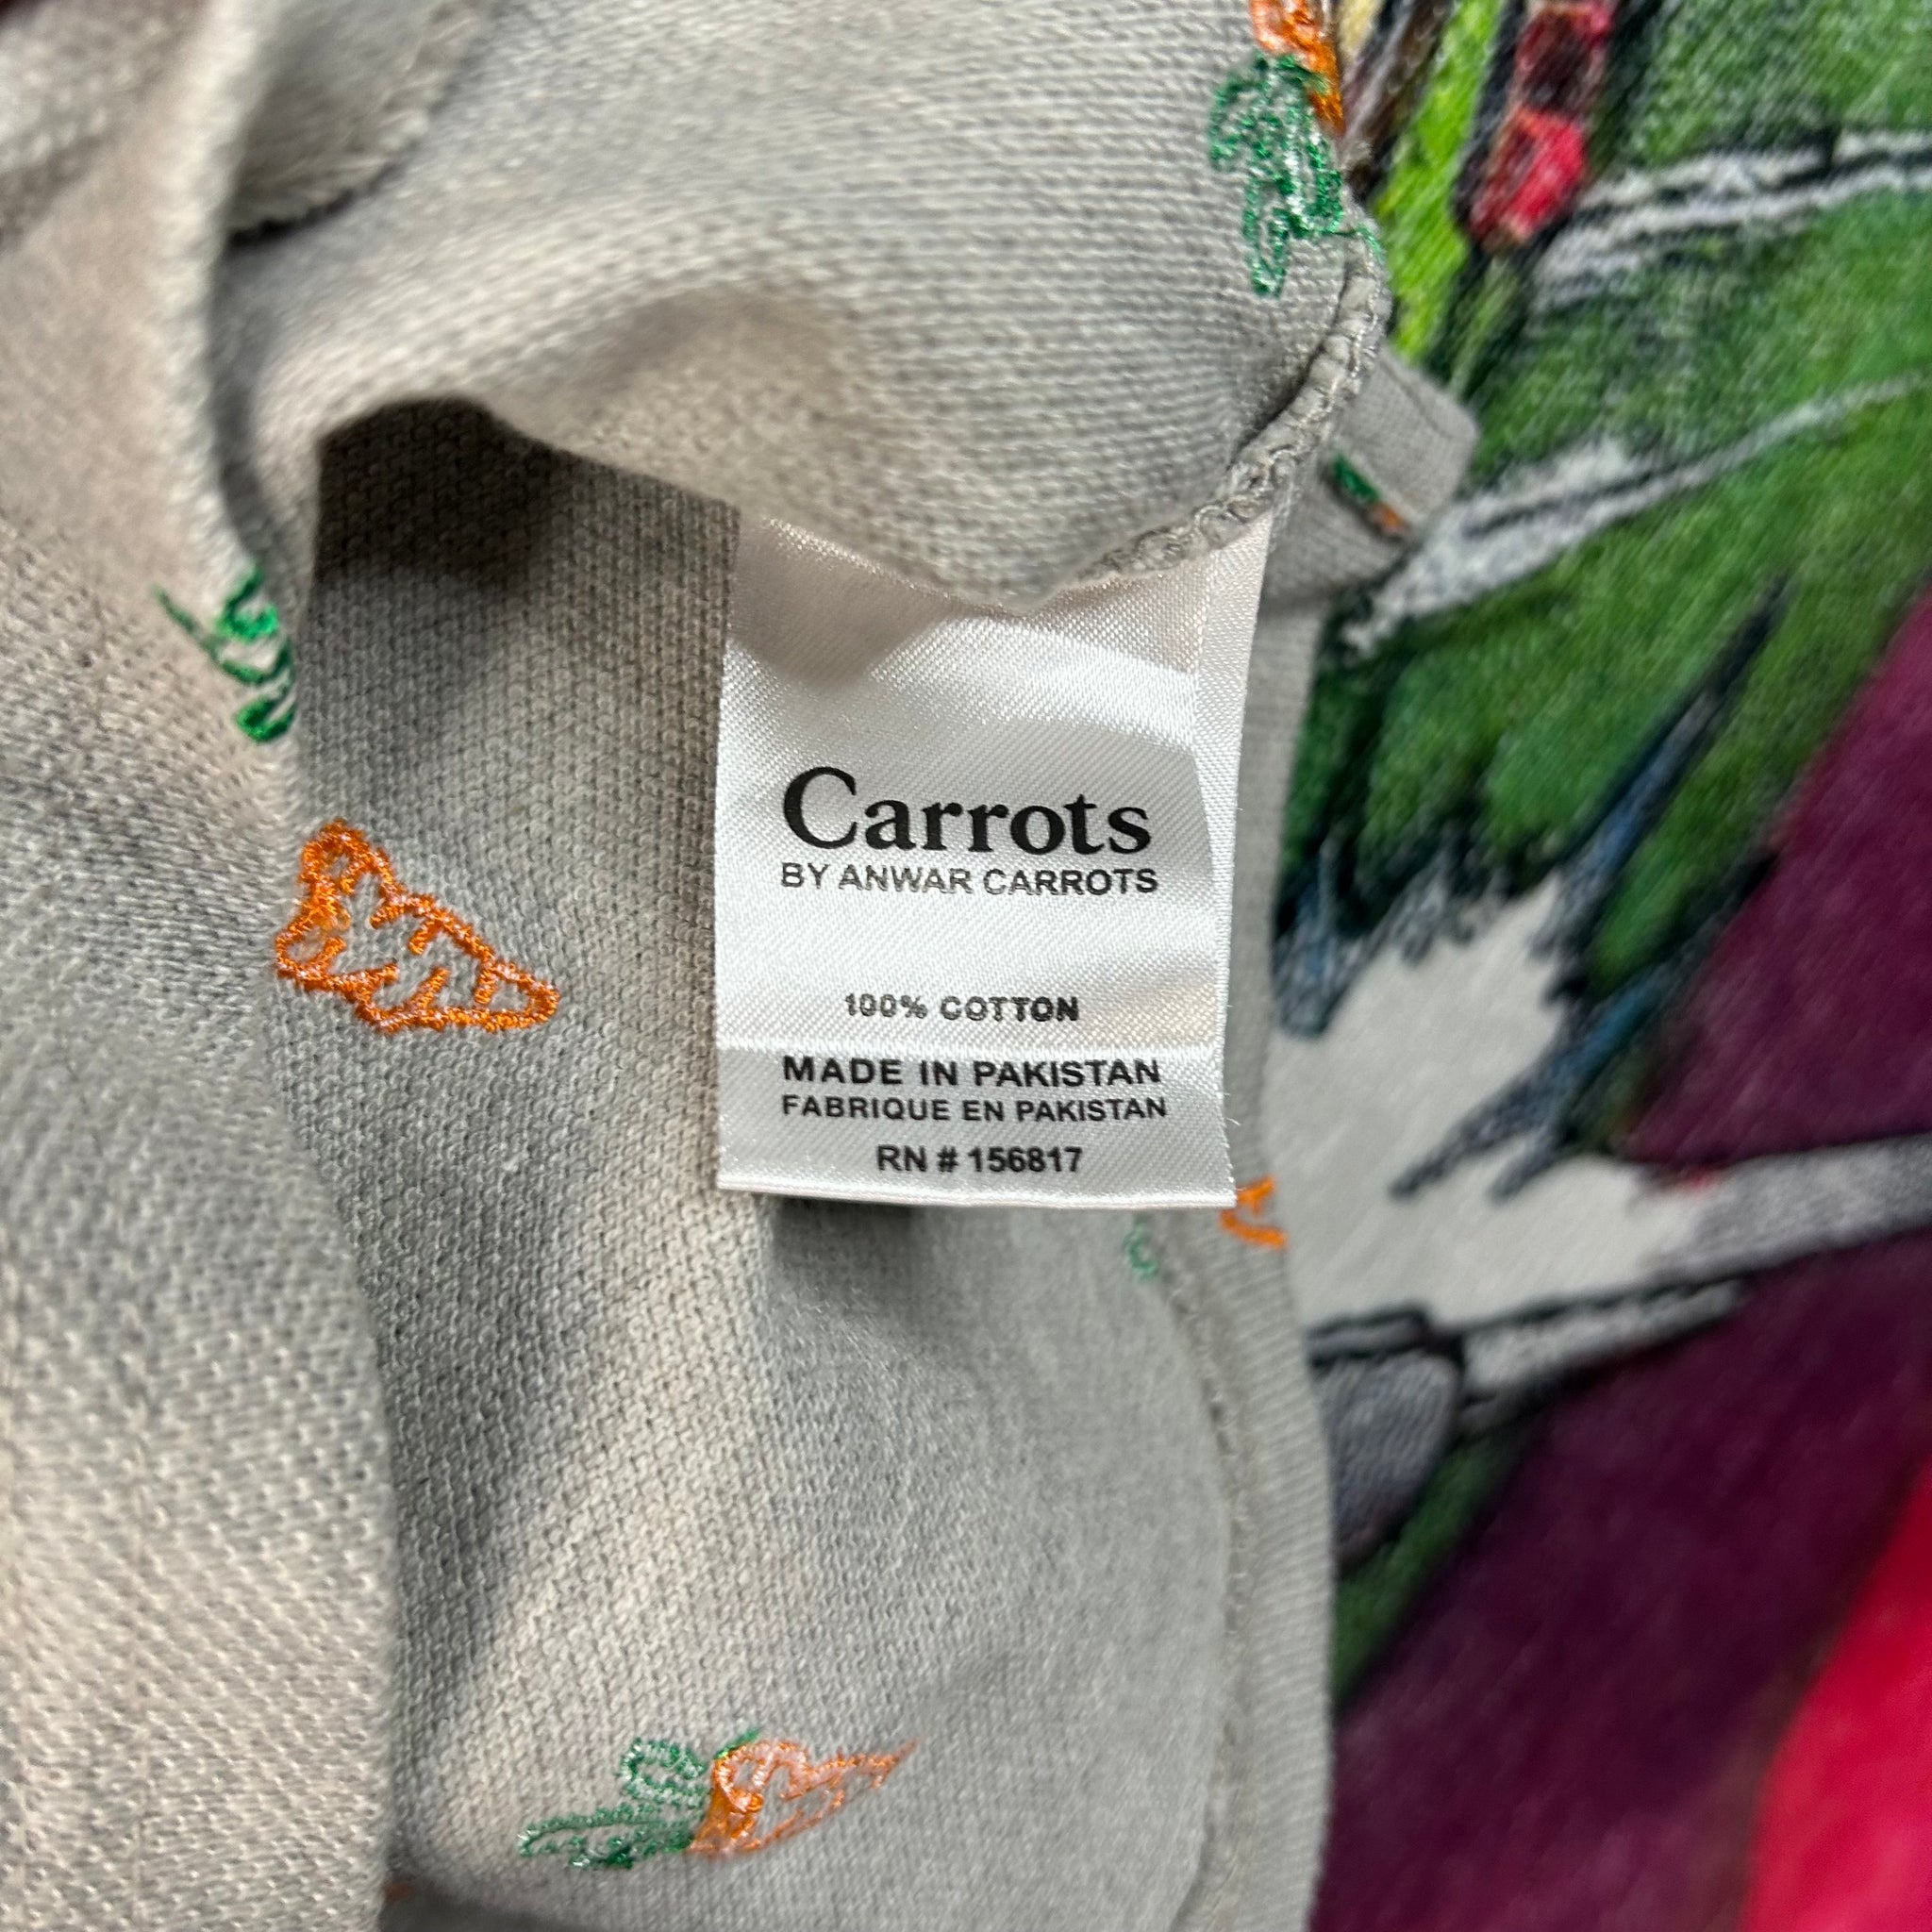 Carrots
BY ANWAR CARROTS
100% COTTON
MADE IN PAKISTAN
FABRIQUE EN PAKISTAN
RN # 156817